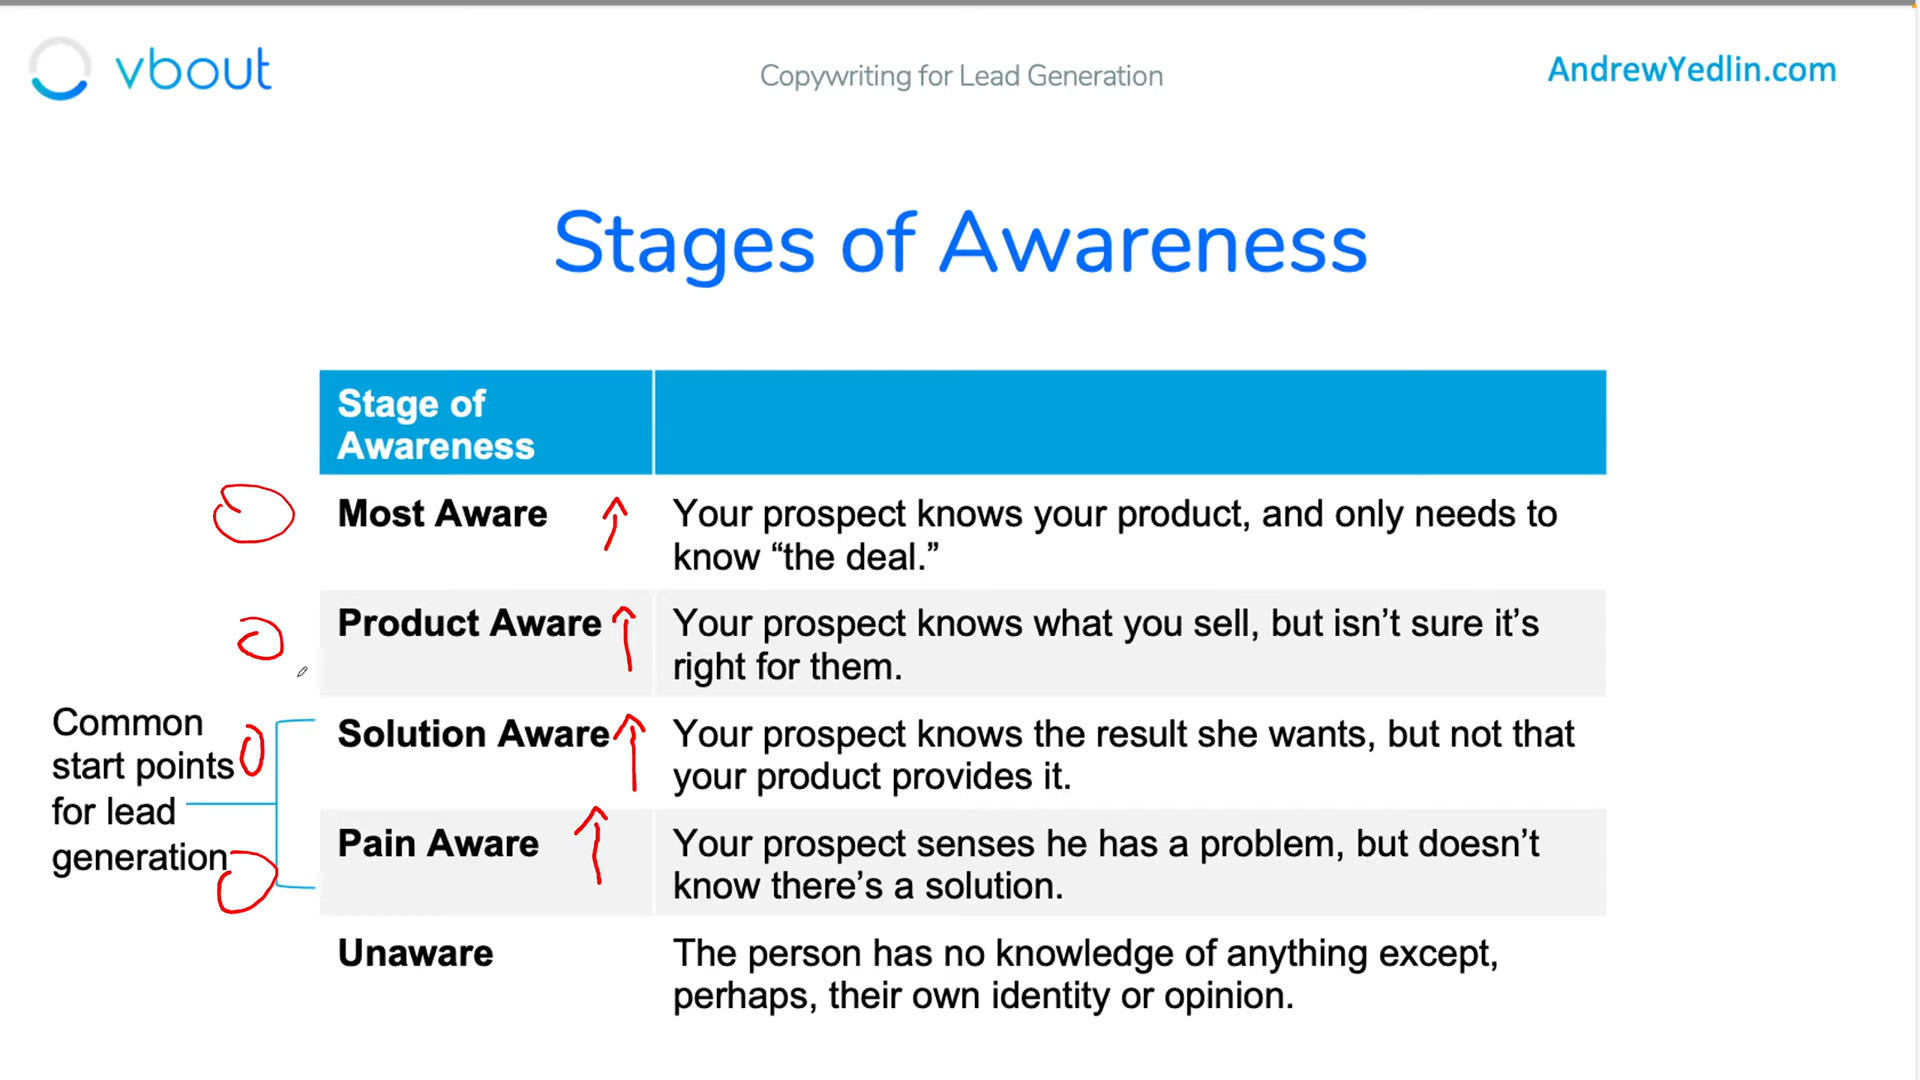 vbout
Copywriting for Lead Generation
AndrewYedlin.com
Stages of Awareness
Stage of
Awareness
Most Aware
Your prospect knows your product, and only needs to
know “the deal.”
Product Aware
Your prospect knows what you sell, but isn’t sure it’s
right for them.
Common
start points
for lead
generation
Solution Aware
Your prospect knows the result she wants, but not that
your product provides it.
Pain Aware
Your prospect senses he has a problem, but doesn’t
know there’s a solution.
Unaware
The person has no knowledge of anything except,
perhaps, their own identity or opinion.